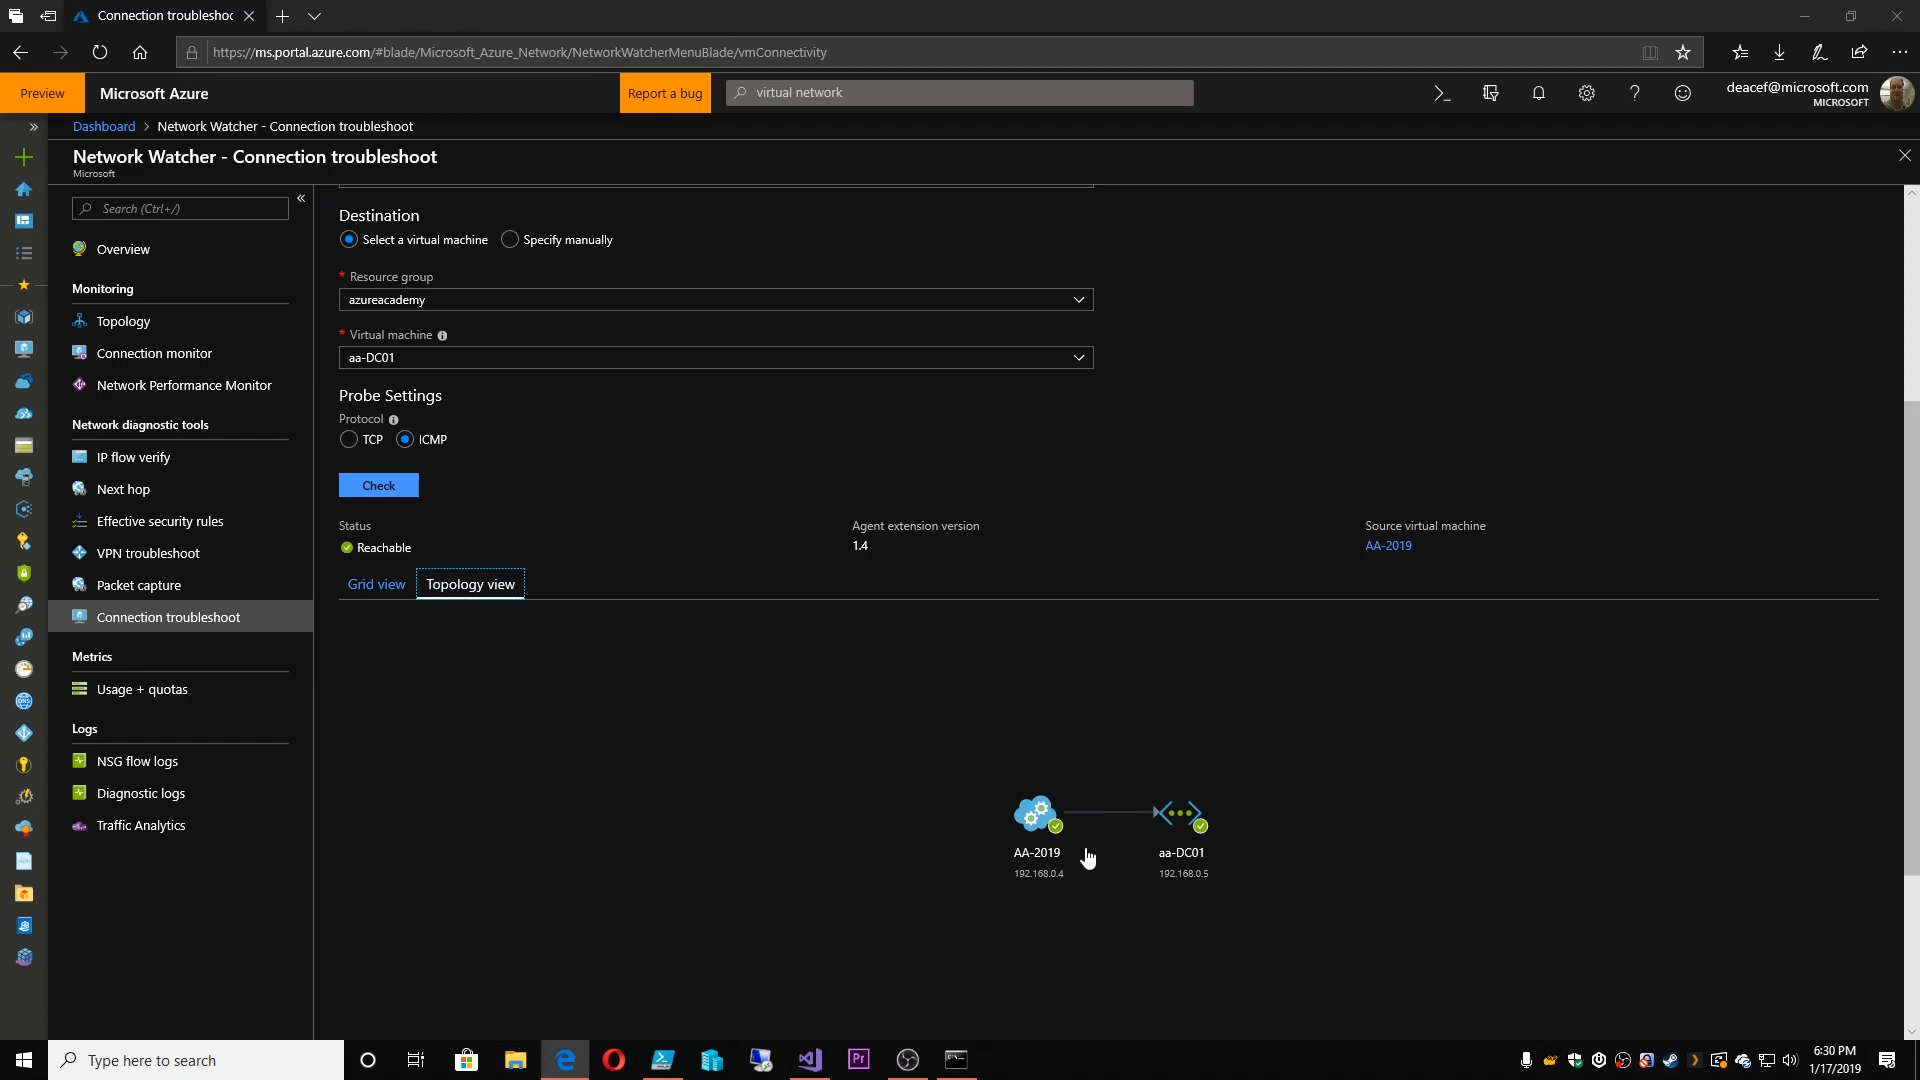 Connection troubleshoo
https://ms.portal.azure.com/#blade/Microsoft_Azure_Network/NetworkWatcherMenuBlade/vmConnectivity
Preview
Microsoft Azure
Report a bug
virtual network
deacef@microsoft.com
MICROSOFT
Dashboard > Network Watcher - Connection troubleshoot
Network Watcher - Connection troubleshoot
Microsoft
Search (Ctrl+/)
Overview
Monitoring
Topology
Connection monitor
Network Performance Monitor
Network diagnostic tools
IP flow verify
Next hop
Effective security rules
VPN troubleshoot
Packet capture
Connection troubleshoot
Metrics
Usage + quotas
Logs
NSG flow logs
Diagnostic logs
Traffic Analytics
Destination
Select a virtual machine Specify manually
* Resource group
azureacademy
* Virtual machine
aa-DC01
Probe Settings
Protocol
TCP ICMP
Check
Status
Reachable
Agent extension version
1.4
Source virtual machine
AA-2019
Grid view Topology view
AA-2019
192.168.0.4
aa-DC01
192.168.0.5
Type here to search
Pr
6:30 PM
1/17/2019